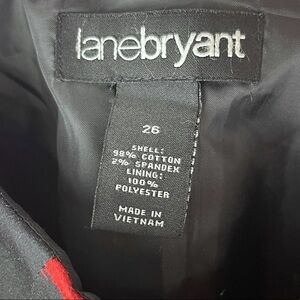 lanebryant
26
SHELL:
98% COTTON
2% SPANDEX
LINING:
100%
POLYESTER
MADE IN
VIETNAM